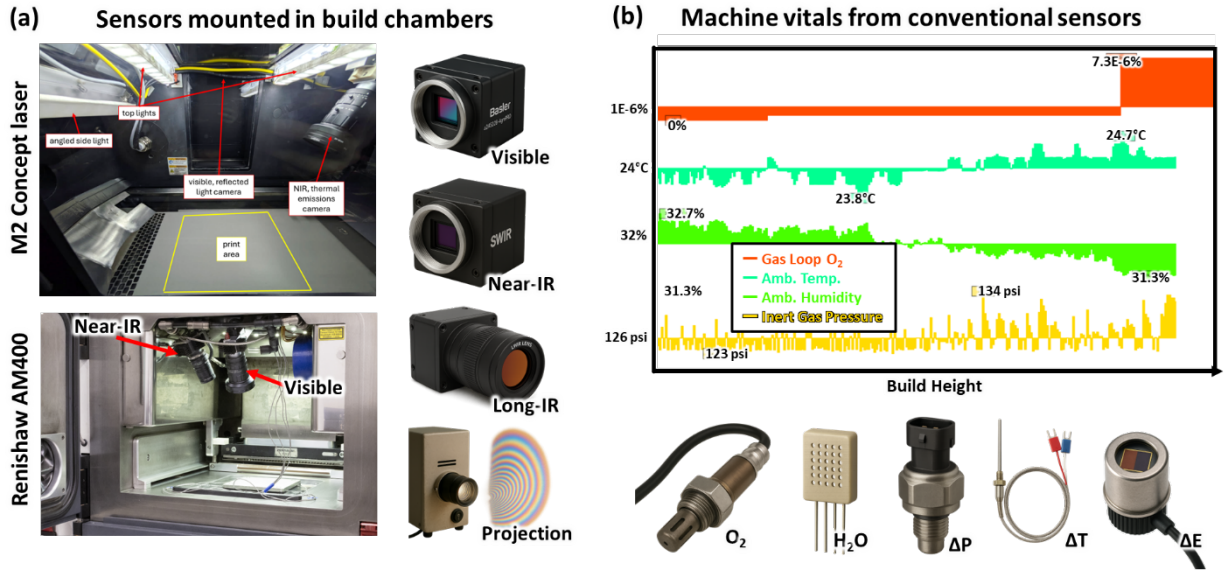 (a)
Sensors mounted in build chambers
M2 Concept laser
top lights
angled side light
visible, reflected
light camera
NIR, thermal
emissions
camera
print
area
Basler
Visible
SWIR
Near-IR
Renishaw AM400
Near-IR
Visible
LWIR LENS
Long-IR
Projection
(b)
Machine vitals from conventional sensors
7.3E-6%
1E-6%
0%
24.7°C
24°C
23.8°C
32.7%
32%
Gas Loop O₂
Amb. Temp.
Amb. Humidity
Inert Gas Pressure
31.3%
31.3%
134 psi
126 psi
123 psi
Build Height
O₂
H₂O
ΔP
ΔT
ΔE